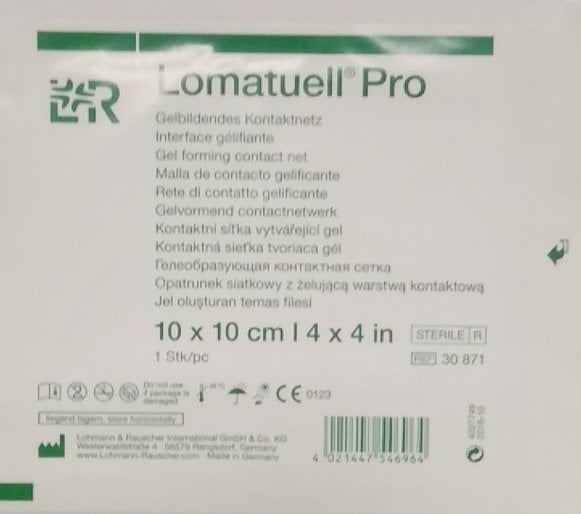 L&R
Lomatuell® Pro
Gelbildendes Kontaktnetz
Interface gélifiante
Gel forming contact net
Malla de contacto gelificante
Rete di contatto gelificante
Gelvormend contactnetwerk
Kontaktní síťka vytvářející gel
Kontaktná sieťka tvoriaca gél
Гелеобразующая контактная сетка
Opatrunek siatkowy z żelującą warstwą kontaktową
Jel oluşturan temas filesi
10 x 10 cm | 4 x 4 in STERILE R
1 Stk/pc REF 30 871
Do not use
if package is
damaged
CE 0123
liegend lagern, store horizontally
Lohmann & Rauscher International GmbH & Co. KG
Westerwaldstraße 4 · 56579 Rengsdorf, Germany
www.Lohmann-Rauscher.com · Made in Germany
4 021447 546964
4027749
2016-10